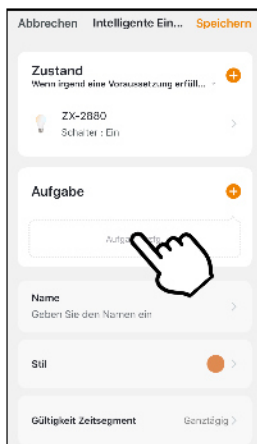 Abbrechen Intelligente Ein... Speichern
Zustand
Wenn irgend eine Voraussetzung erfüll...
ZX-2880
Schalter : Ein
Aufgabe
Name
Geben Sie den Namen ein
Stil
Gültigkeit Zeitsegment Ganztägig